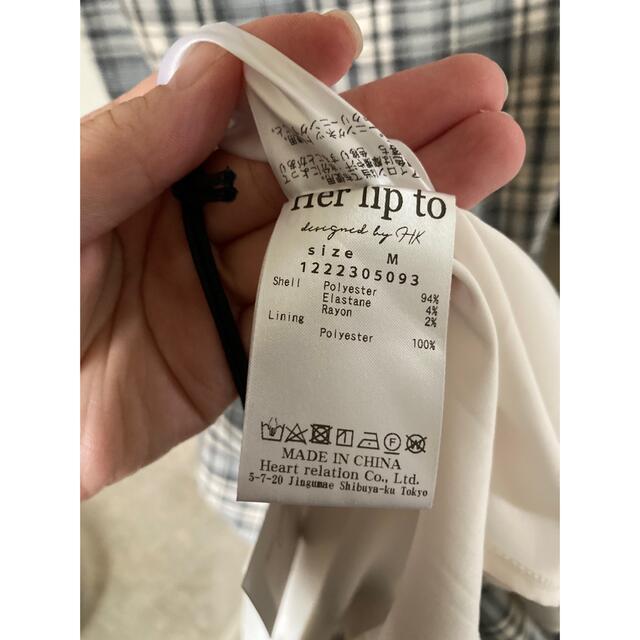 Her lip to
designed by HK
size M
1222305093
Shell Polyester 94%
Elastane 4%
Rayon 2%
Lining
Polyester 100%
MADE IN CHINA
Heart relation Co., Ltd.
5-7-20 Jingumae Shibuya-ku Tokyo